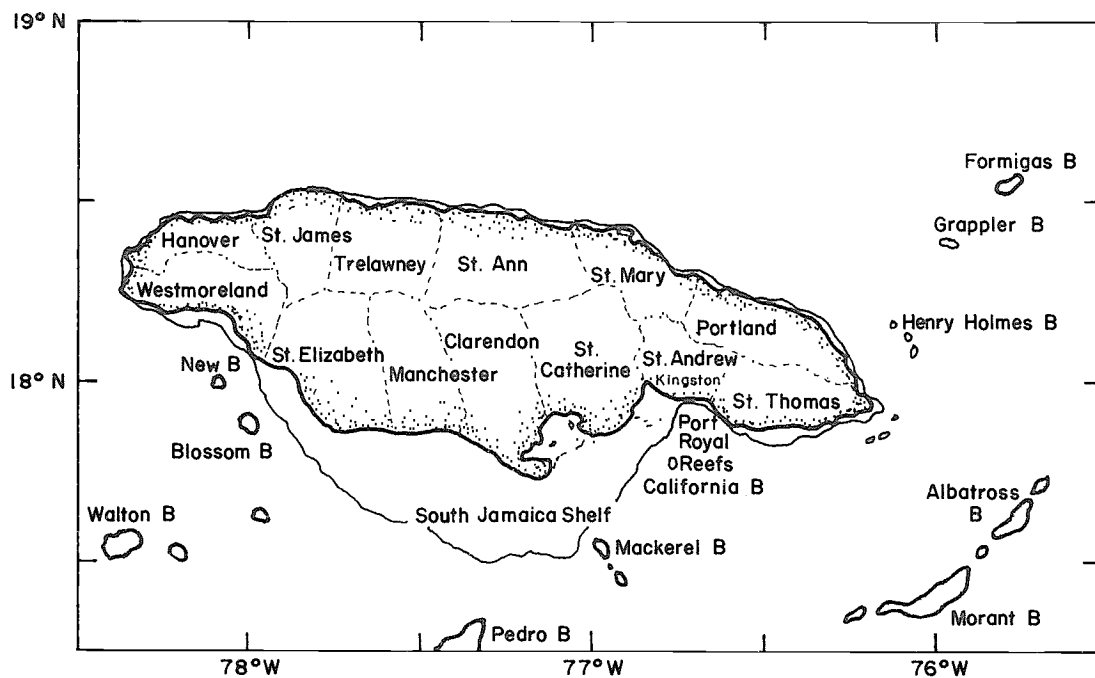 19° N
Formigas B
Grappler B
Hanover
St. James
Trelawney
St. Ann
St. Mary
Westmoreland
Portland
Henry Holmes B
Clarendon
St. Elizabeth
Manchester
St.
Catherine
St. Andrew
Kingston
St. Thomas
New B
18° N
Blossom B
Port
Royal
Reefs
California B
Albatross
B
Walton B
South Jamaica Shelf
Mackerel B
Morant B
Pedro B
78° W
77° W
76° W